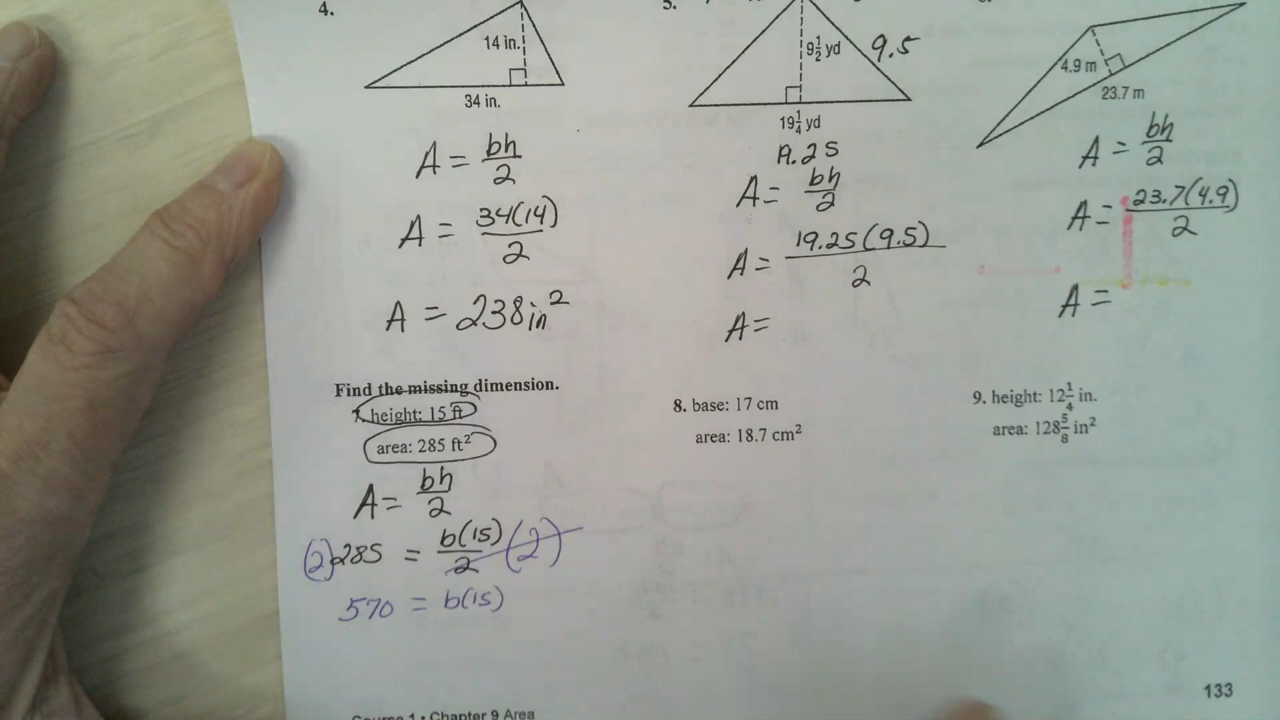 4.
14 in.
34 in.
A = bh/2
A = 34(14)/2
A = 238in²
5.
9½ yd
9.5
19¼ yd
19.25
A = bh/2
A = 19.25(9.5)/2
A =
4.9 m
23.7 m
A = bh/2
A = 23.7(4.9)/2
A =
Find the missing dimension.
7. height: 15 ft
area: 285 ft²
A = bh/2
(2)285 = b(15)/2 (2)
570 = b(15)
8. base: 17 cm
area: 18.7 cm²
9. height: 12¼ in.
area: 128⅝ in²
133
Course 1 • Chapter 9 Area